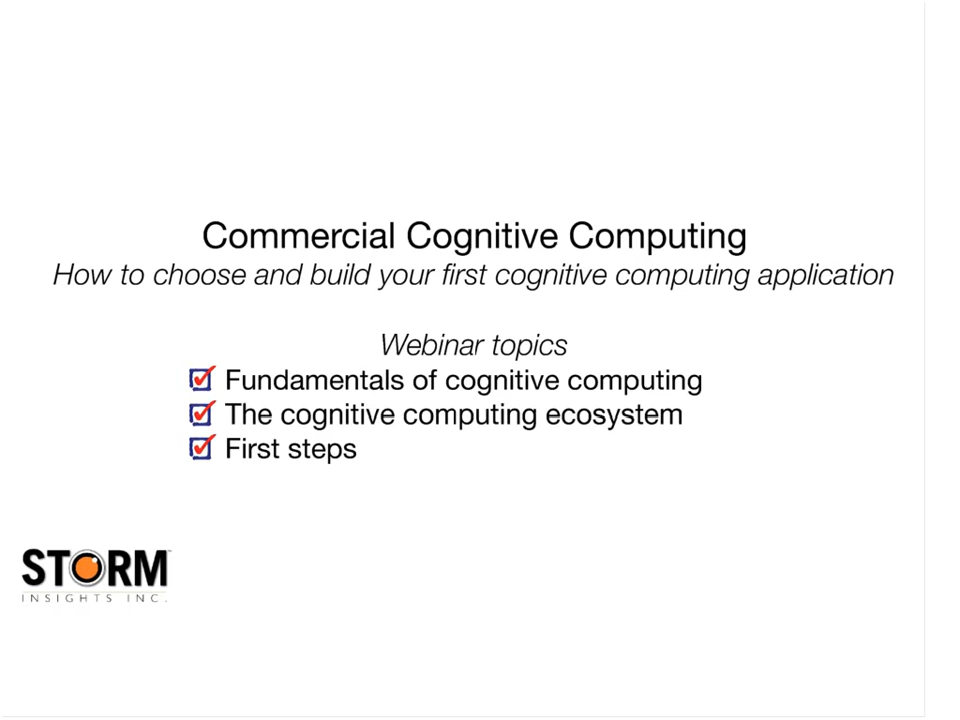 Commercial Cognitive Computing
How to choose and build your first cognitive computing application
Webinar topics
Fundamentals of cognitive computing
The cognitive computing ecosystem
First steps
STORM™
INSIGHTS INC.